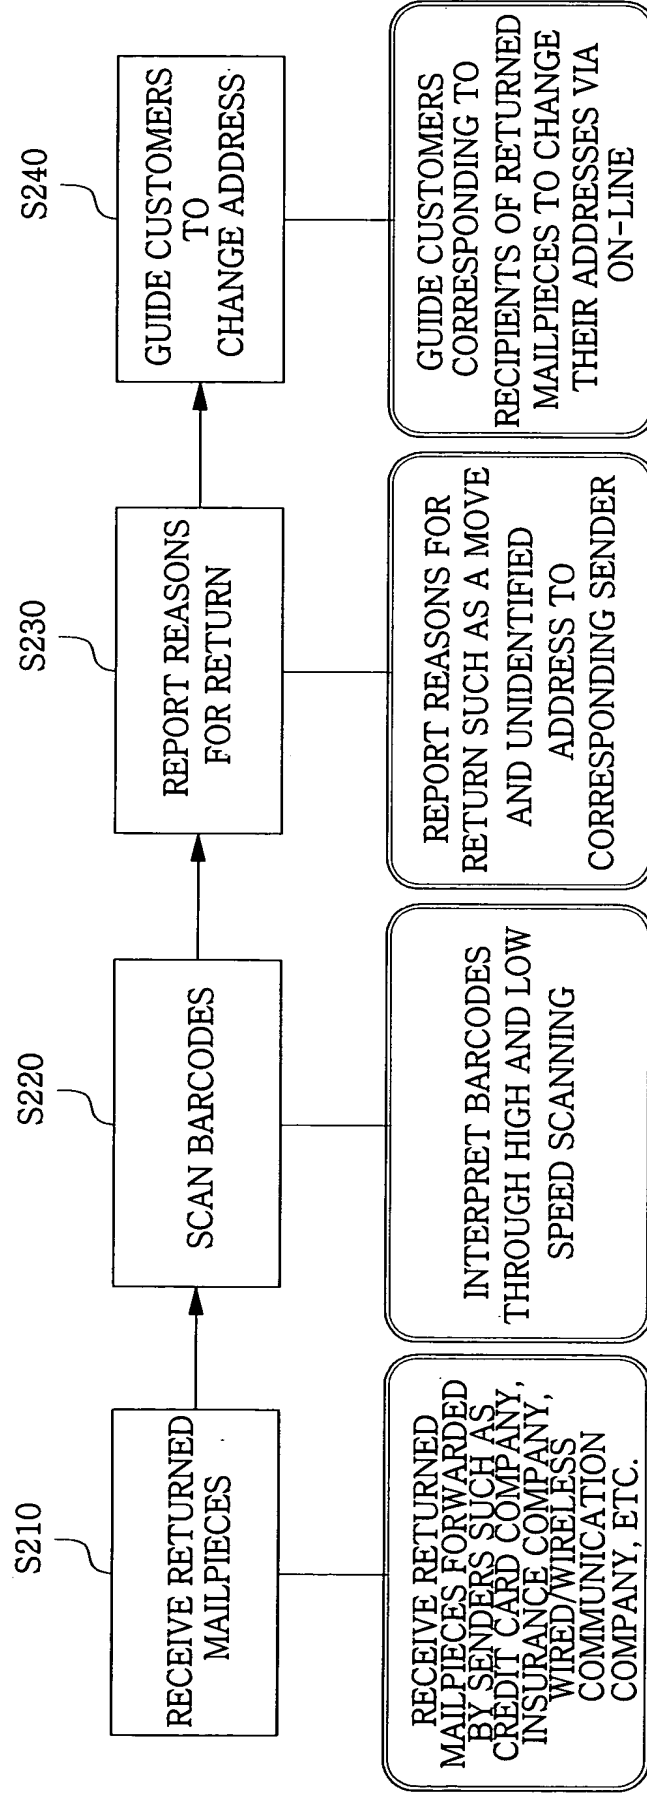 S210
RECEIVE RETURNED
MAILPIECES
RECEIVE RETURNED
MAILPIECES FORWARDED
BY SENDERS SUCH AS
CREDIT CARD COMPANY,
INSURANCE COMPANY,
WIRED/WIRELESS
COMMUNICATION
COMPANY, ETC.
S220
SCAN BARCODES
INTERPRET BARCODES
THROUGH HIGH AND LOW
SPEED SCANNING
S230
REPORT REASONS
FOR RETURN
REPORT REASONS FOR
RETURN SUCH AS A MOVE
AND UNIDENTIFIED
ADDRESS TO
CORRESPONDING SENDER
S240
GUIDE CUSTOMERS
TO
CHANGE ADDRESS
GUIDE CUSTOMERS
CORRESPONDING TO
RECIPIENTS OF RETURNED
MAILPIECES TO CHANGE
THEIR ADDRESSES VIA
ON-LINE